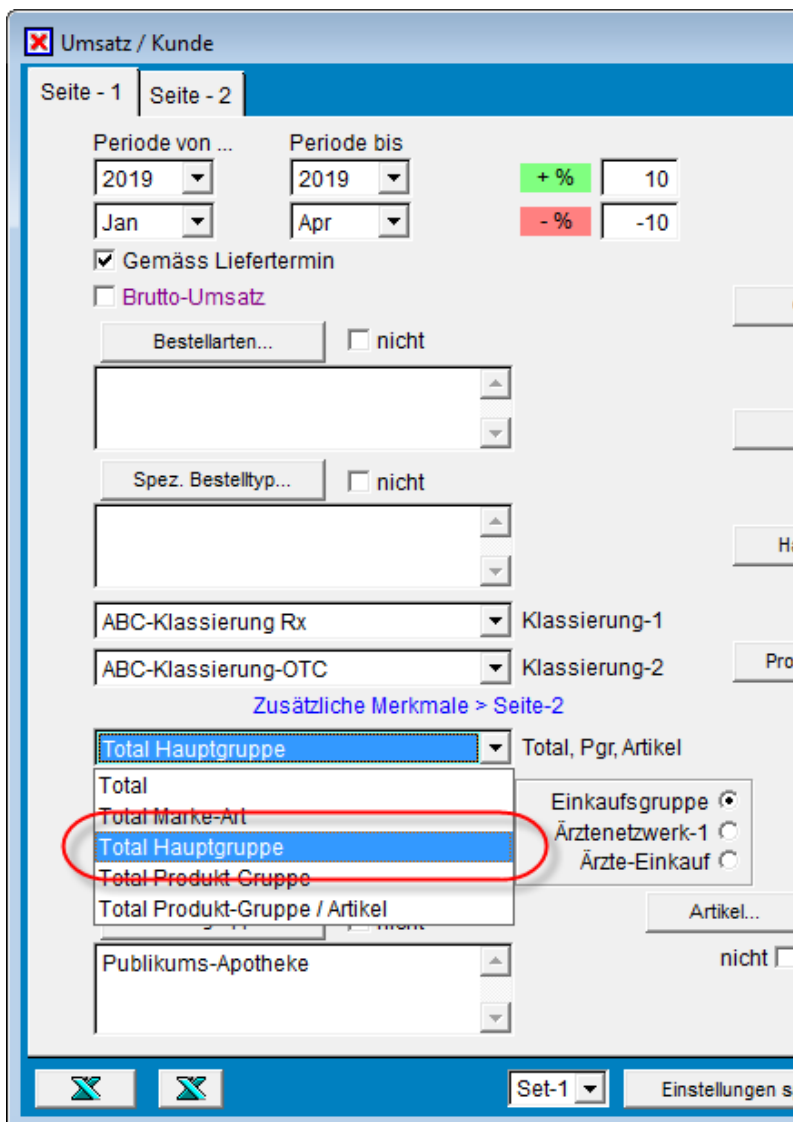 Umsatz / Kunde
Seite - 1 Seite - 2
Periode von ... Periode bis
2019 2019 + % 10
Jan Apr - % -10
Gemäss Liefertermin
Brutto-Umsatz
Bestellarten... nicht
Spez. Bestelltyp... nicht
Ha
ABC-Klassierung Rx Klassierung-1
ABC-Klassierung-OTC Klassierung-2 Pro
Zusätzliche Merkmale > Seite-2
Total Hauptgruppe Total, Pgr, Artikel
Total
Total Marke-Art
Total Hauptgruppe
Total Produkt-Gruppe
Total Produkt-Gruppe / Artikel
Einkaufsgruppe
Ärztenetzwerk-1
Ärzte-Einkauf
nicht Artikel...
Publikums-Apotheke nicht
Set-1 Einstellungen s